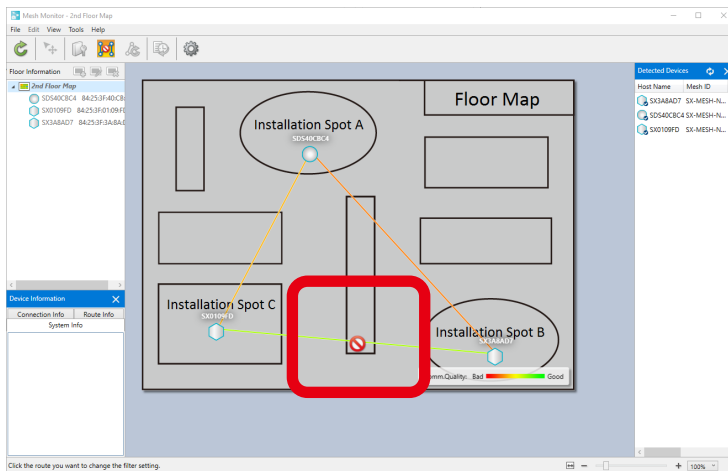 Mesh Monitor - 2nd Floor Map
File Edit View Tools Help
Floor Information
2nd Floor Map
SDS40CBC4 84:25:3F:40:CB:
SX0109FD 84:25:3F:01:09:F
SX3A8AD7 84:25:3F:3A:8A:
Device Information
Connection Info Route Info
System Info
Floor Map
Installation Spot A
SDS40CBC4
Installation Spot C
SX0109FD
Installation Spot B
SX3A8AD7
omm.Quality: Bad Good
Detected Devices
Host Name Mesh ID
SX3A8AD7 SX-MESH-N...
SDS40CBC4 SX-MESH-N...
SX0109FD SX-MESH-N...
Click the route you want to change the filter setting.
100%